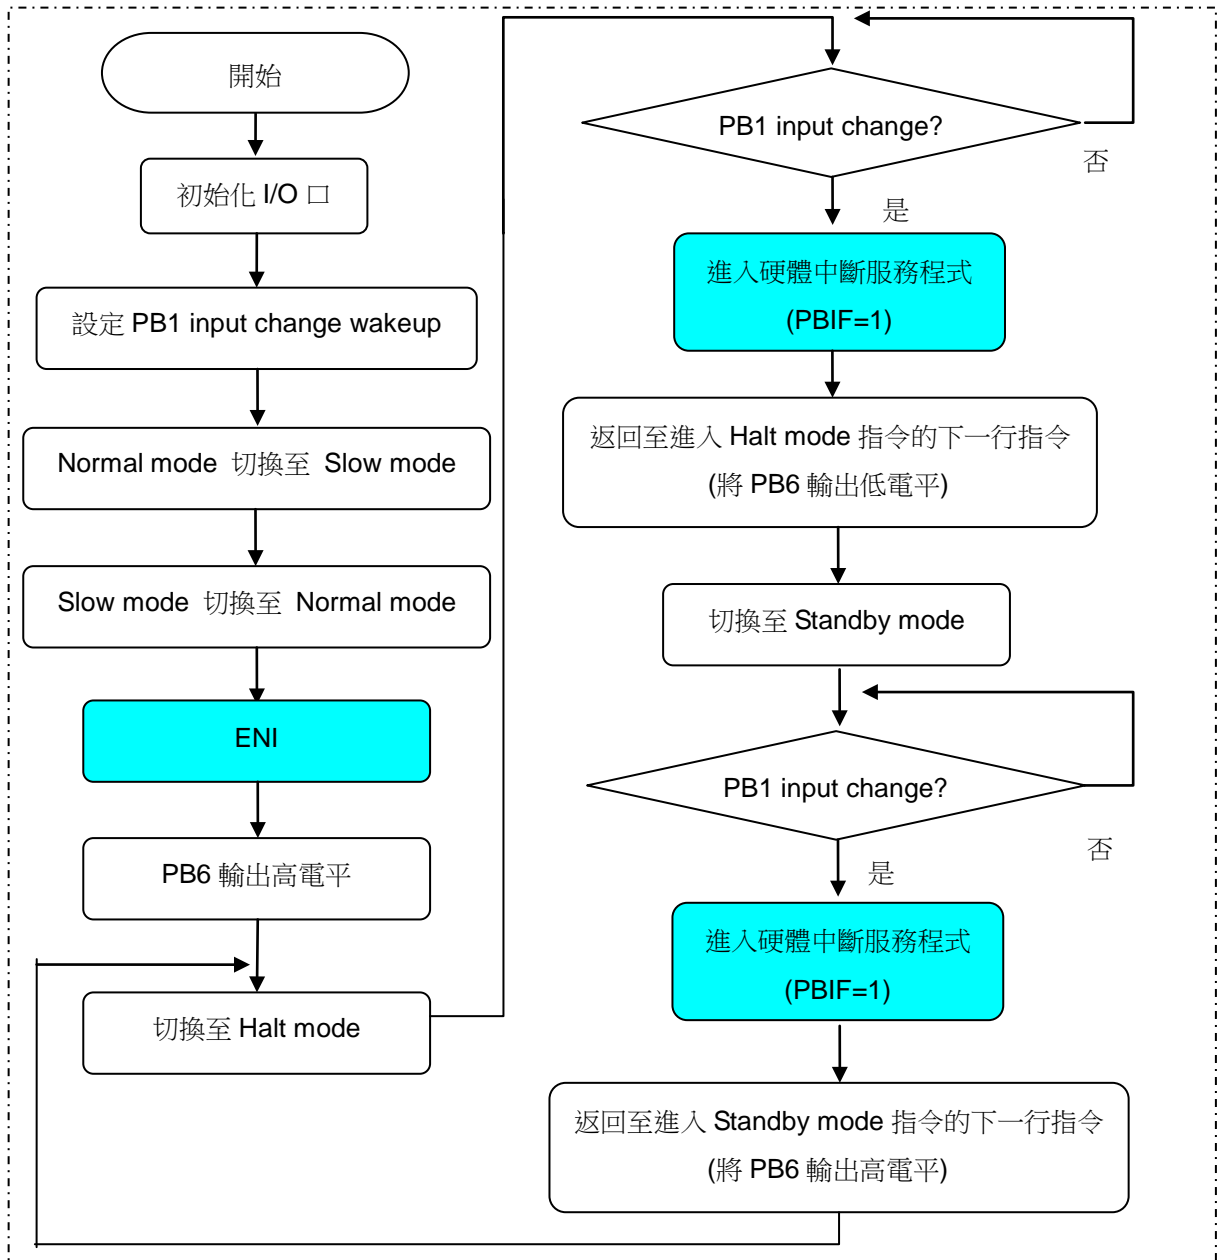 開始
初始化 I/O 口
設定 PB1 input change wakeup
Normal mode 切換至 Slow mode
Slow mode 切換至 Normal mode
ENI
PB6 輸出高電平
切換至 Halt mode
PB1 input change?
否
是
進入硬體中斷服務程式
(PBIF=1)
返回至進入 Halt mode 指令的下一行指令
(將 PB6 輸出低電平)
切換至 Standby mode
PB1 input change?
否
是
進入硬體中斷服務程式
(PBIF=1)
返回至進入 Standby mode 指令的下一行指令
(將 PB6 輸出高電平)